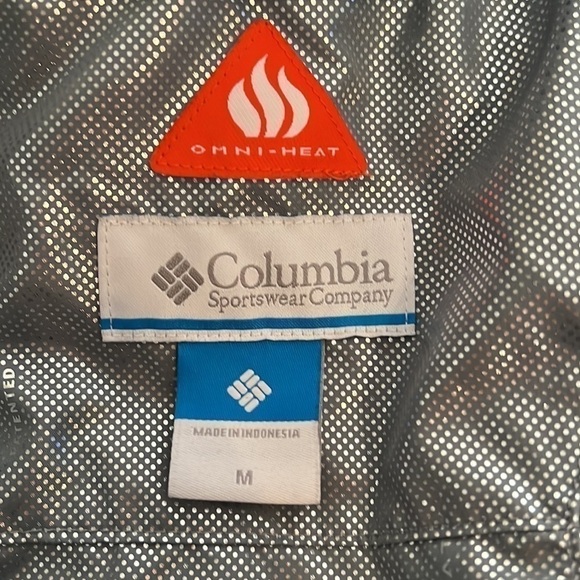 OMNI-HEAT
Columbia
Sportswear Company
MADE IN INDONESIA
M